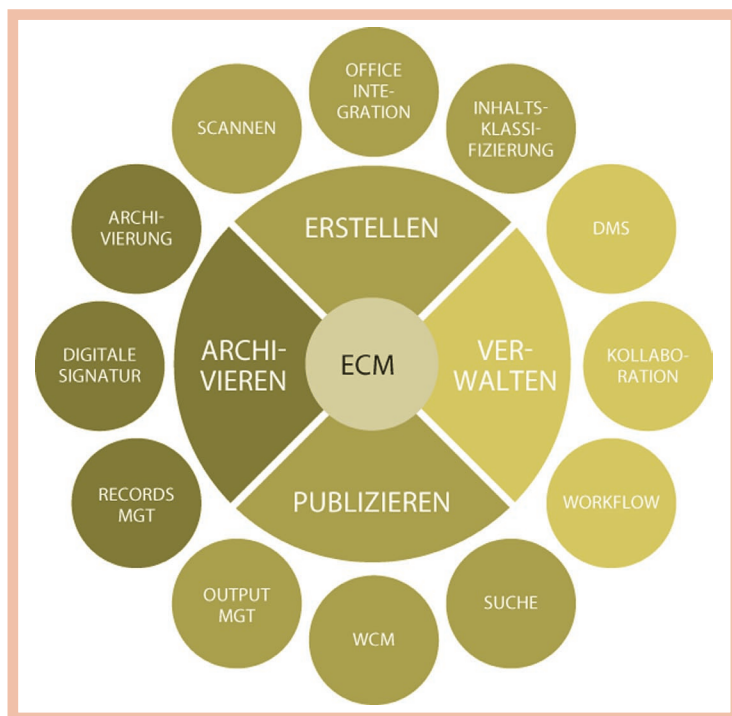 OFFICE
INTE-
GRATION
INHALTS-
KLASSI-
FIZIERUNG
SCANNEN
ARCHI-
VIERUNG
ERSTELLEN
DMS
DIGITALE
SIGNATUR
ARCHI-
VIEREN
ECM
VER-
WALTEN
KOLLABO-
RATION
RECORDS
MGT
PUBLIZIEREN
WORKFLOW
OUTPUT
MGT
WCM
SUCHE